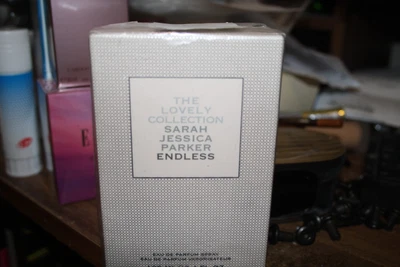 THE
LOVELY
COLLECTION
SARAH
JESSICA
PARKER
ENDLESS
EAU DE PARFUM SPRAY
EAU DE PARFUM VAPORISATEUR
E